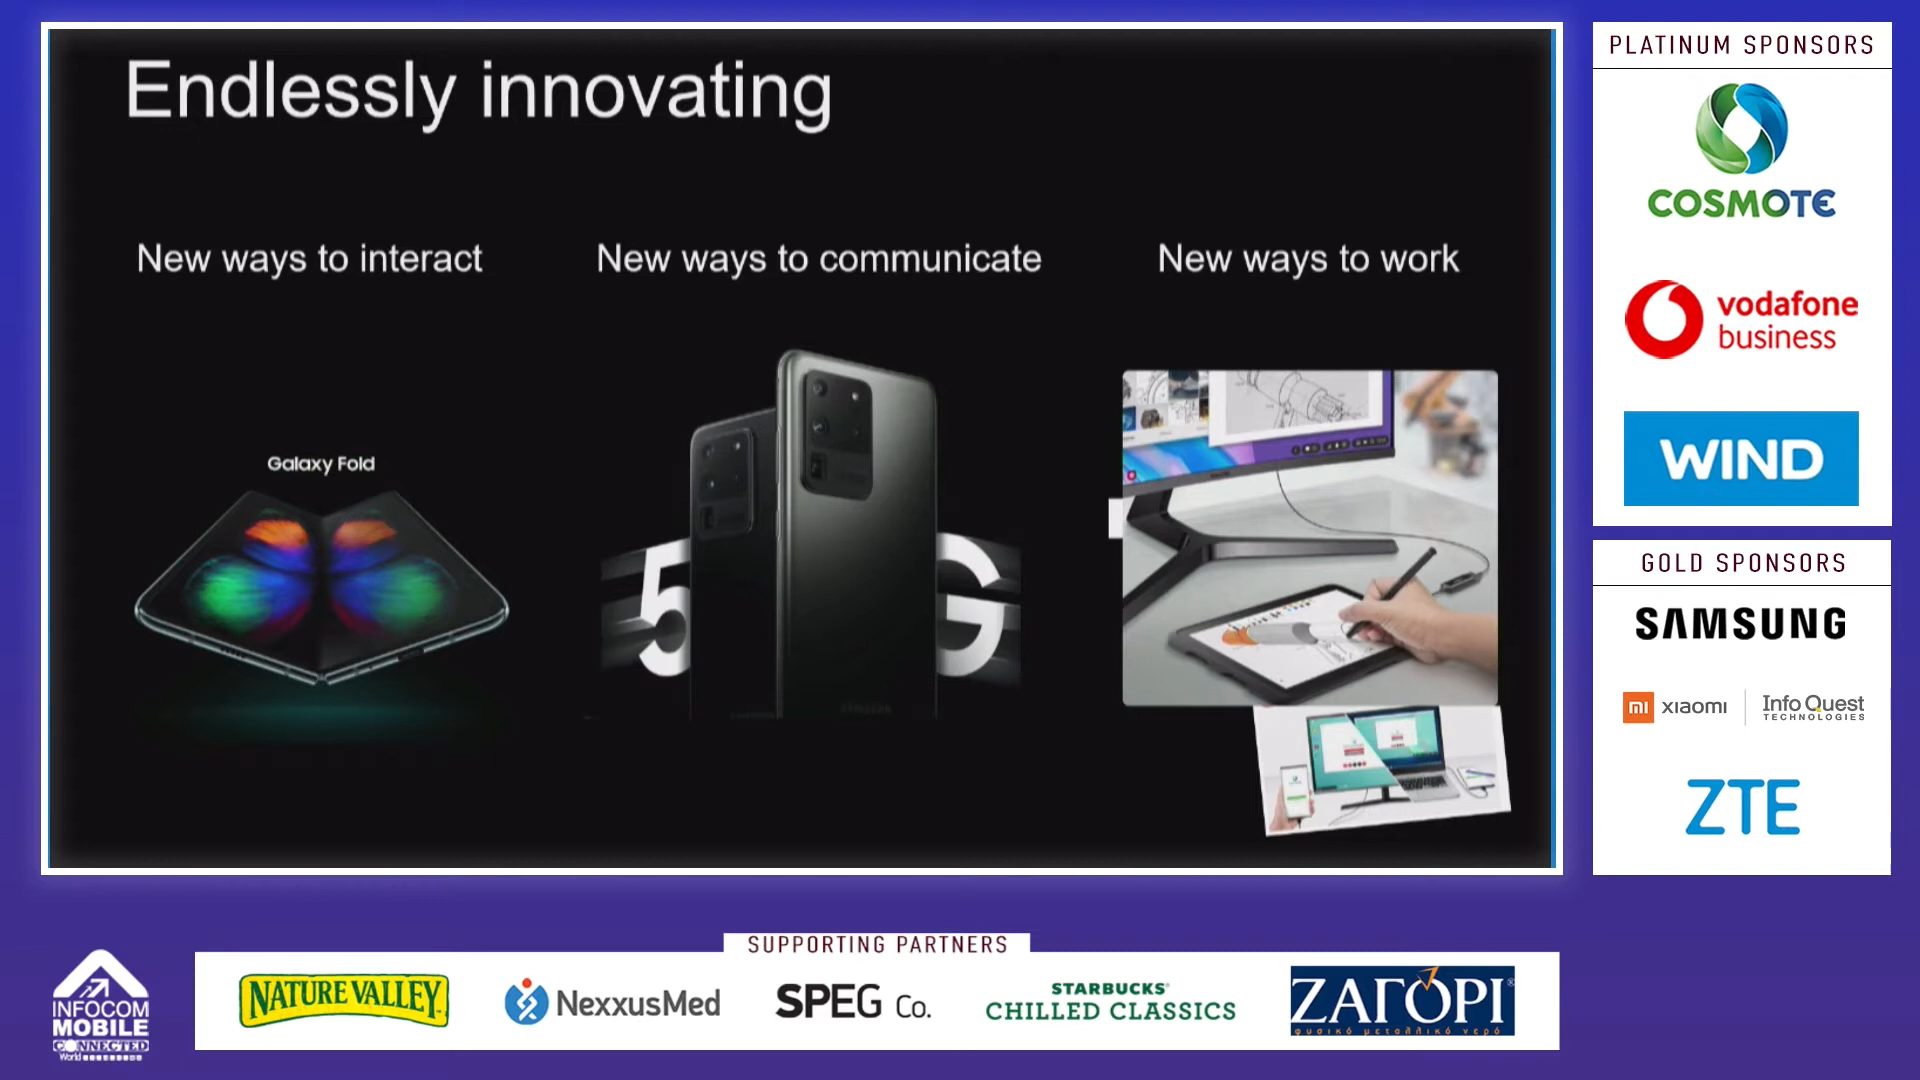 Endlessly innovating
New ways to interact
New ways to communicate
New ways to work
Galaxy Fold
5G
PLATINUM SPONSORS
COSMOTE
vodafone
business
WIND
GOLD SPONSORS
SAMSUNG
mi xiaomi
Info Quest
TECHNOLOGIES
ZTE
SUPPORTING PARTNERS
INFOCOM
MOBILE
CONNECTED
World
NATURE VALLEY
NexxusMed
SPEG Co.
STARBUCKS®
CHILLED CLASSICS
ΖΑΓΟΡΙ®
φυσικό μεταλλικό νερό